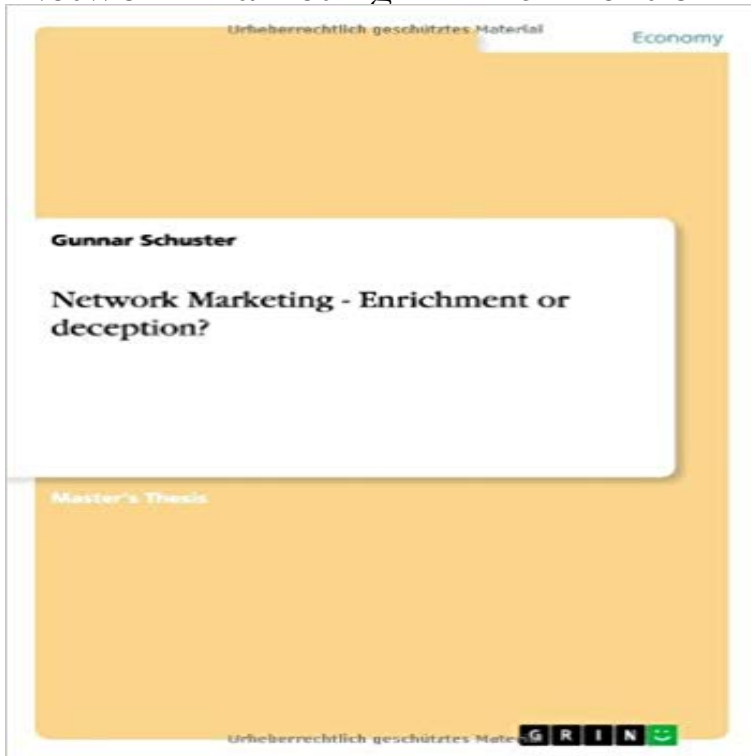 Urheberrechtlich geschütztes Material
Economy
Gunnar Schuster
Network Marketing - Enrichment or
deception?
Master's Thesis
Urheberrechtlich geschütztes Mate
GRIN